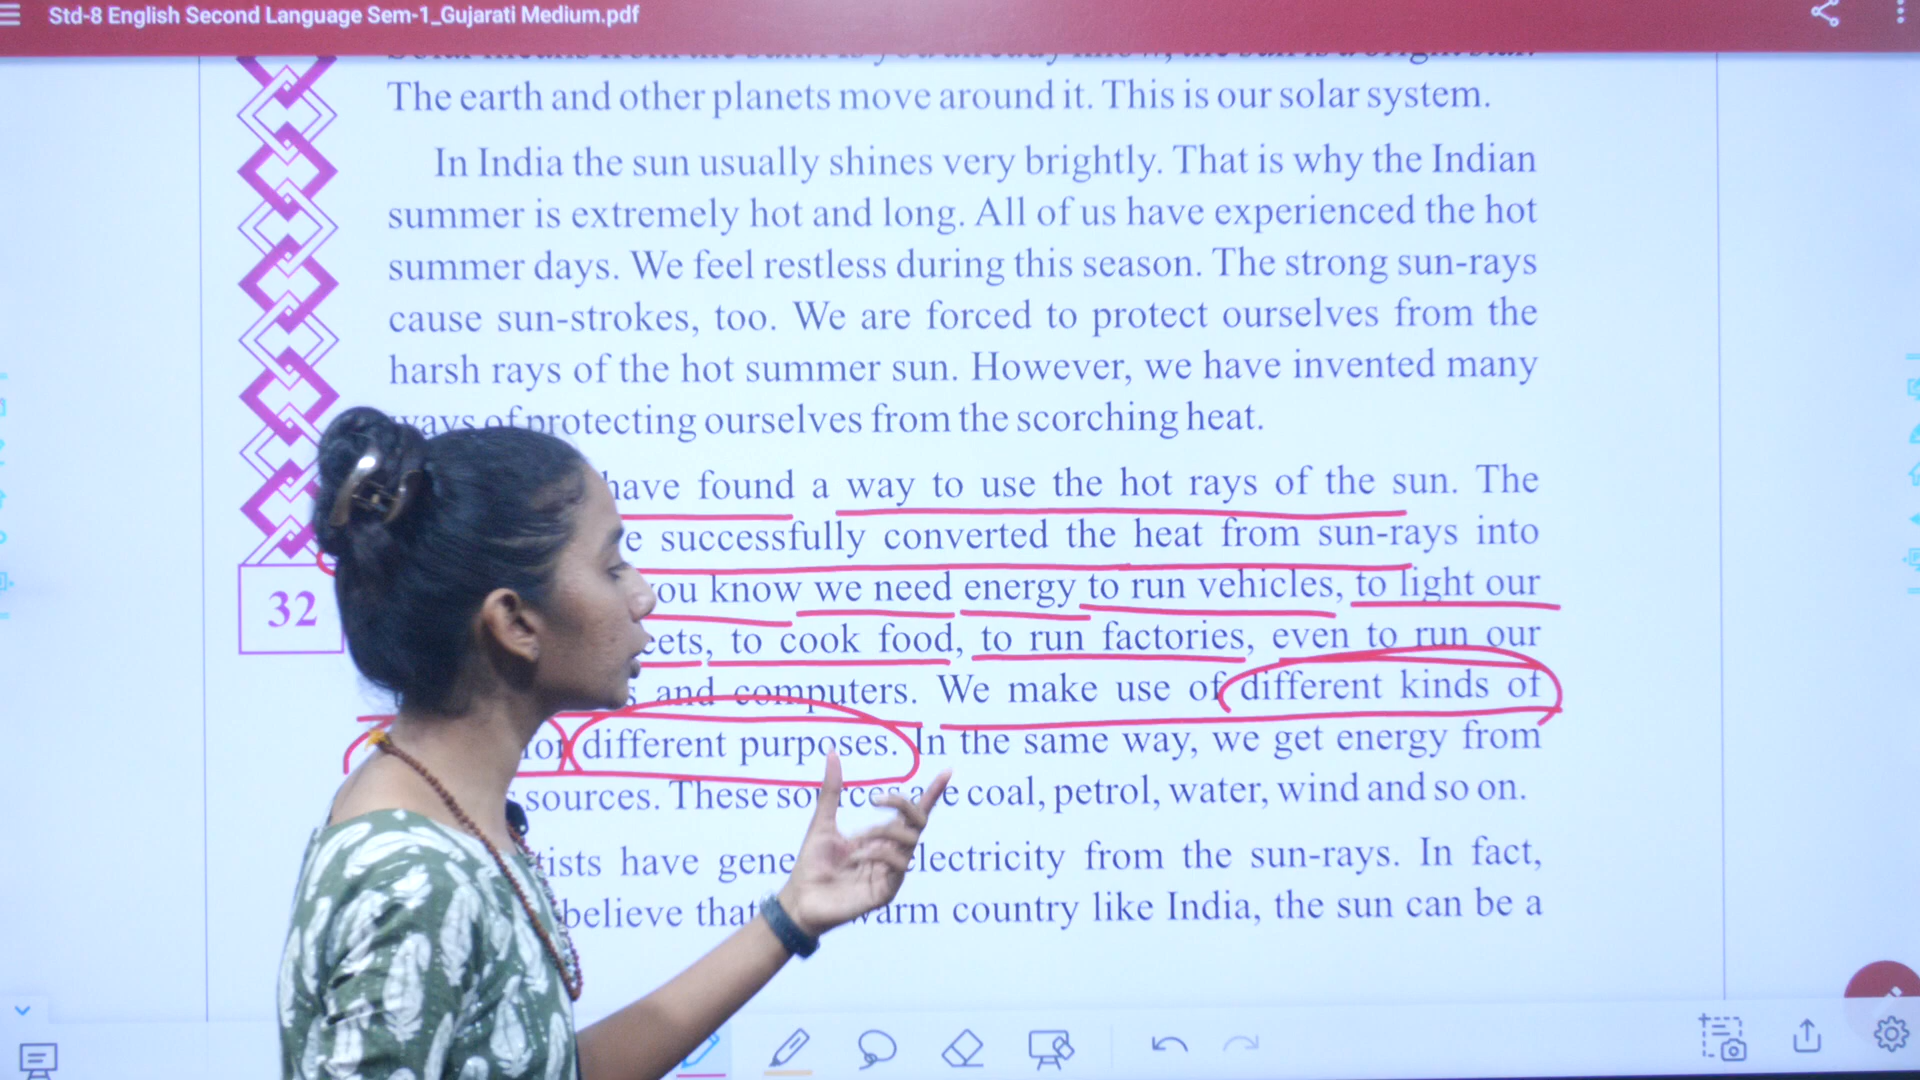 Std-8 English Second Language Sem-1_Gujarati Medium.pdf
The earth and other planets move around it. This is our solar system.
In India the sun usually shines very brightly. That is why the Indian
summer is extremely hot and long. All of us have experienced the hot
summer days. We feel restless during this season. The strong sun-rays
cause sun-strokes, too. We are forced to protect ourselves from the
harsh rays of the hot summer sun. However, we have invented many
ways of protecting ourselves from the scorching heat.
have found a way to use the hot rays of the sun. The
successfully converted the heat from sun-rays into
you know we need energy to run vehicles, to light our
to cook food, to run factories, even to run our
32
and computers. We make use of different kinds of
for different purposes. In the same way, we get energy from
sources. These sources are coal, petrol, water, wind and so on.
have electricity from the sun-rays. In fact,
believe that warm country like India, the sun can be a